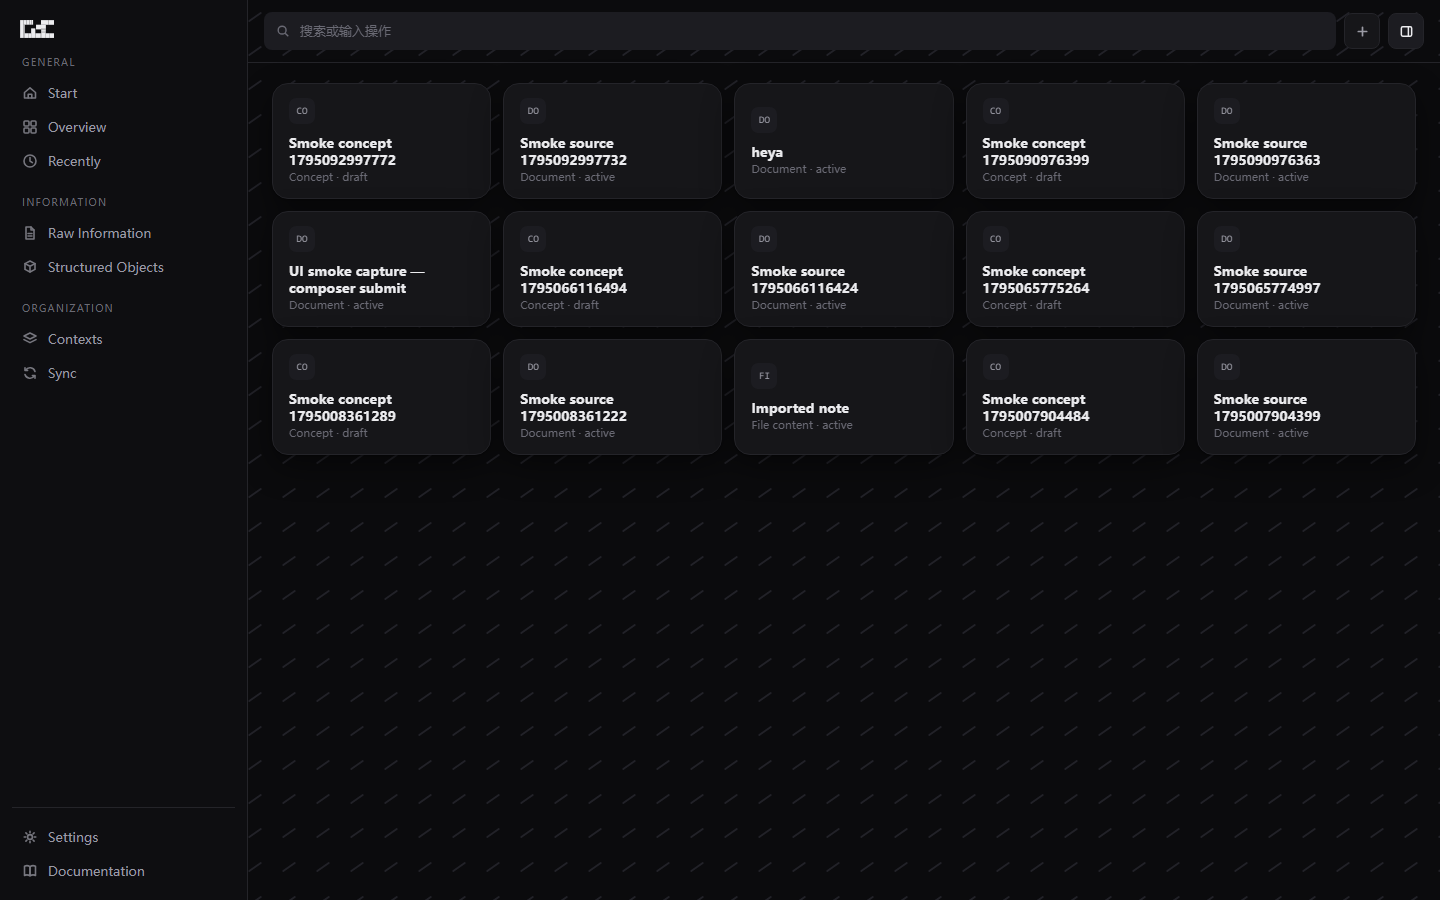 GENERAL
Start
Overview
Recently
INFORMATION
Raw Information
Structured Objects
ORGANIZATION
Contexts
Sync
Settings
Documentation
搜索或输入操作
CO
Smoke concept
1795092997772
Concept · draft
DO
Smoke source
1795092997732
Document · active
DO
heya
Document · active
CO
Smoke concept
1795090976399
Concept · draft
DO
Smoke source
1795090976363
Document · active
DO
UI smoke capture —
composer submit
Document · active
CO
Smoke concept
1795066116494
Concept · draft
DO
Smoke source
1795066116424
Document · active
CO
Smoke concept
1795065775264
Concept · draft
DO
Smoke source
1795065774997
Document · active
CO
Smoke concept
1795008361289
Concept · draft
DO
Smoke source
1795008361222
Document · active
FI
Imported note
File content · active
CO
Smoke concept
1795007904484
Concept · draft
DO
Smoke source
1795007904399
Document · active